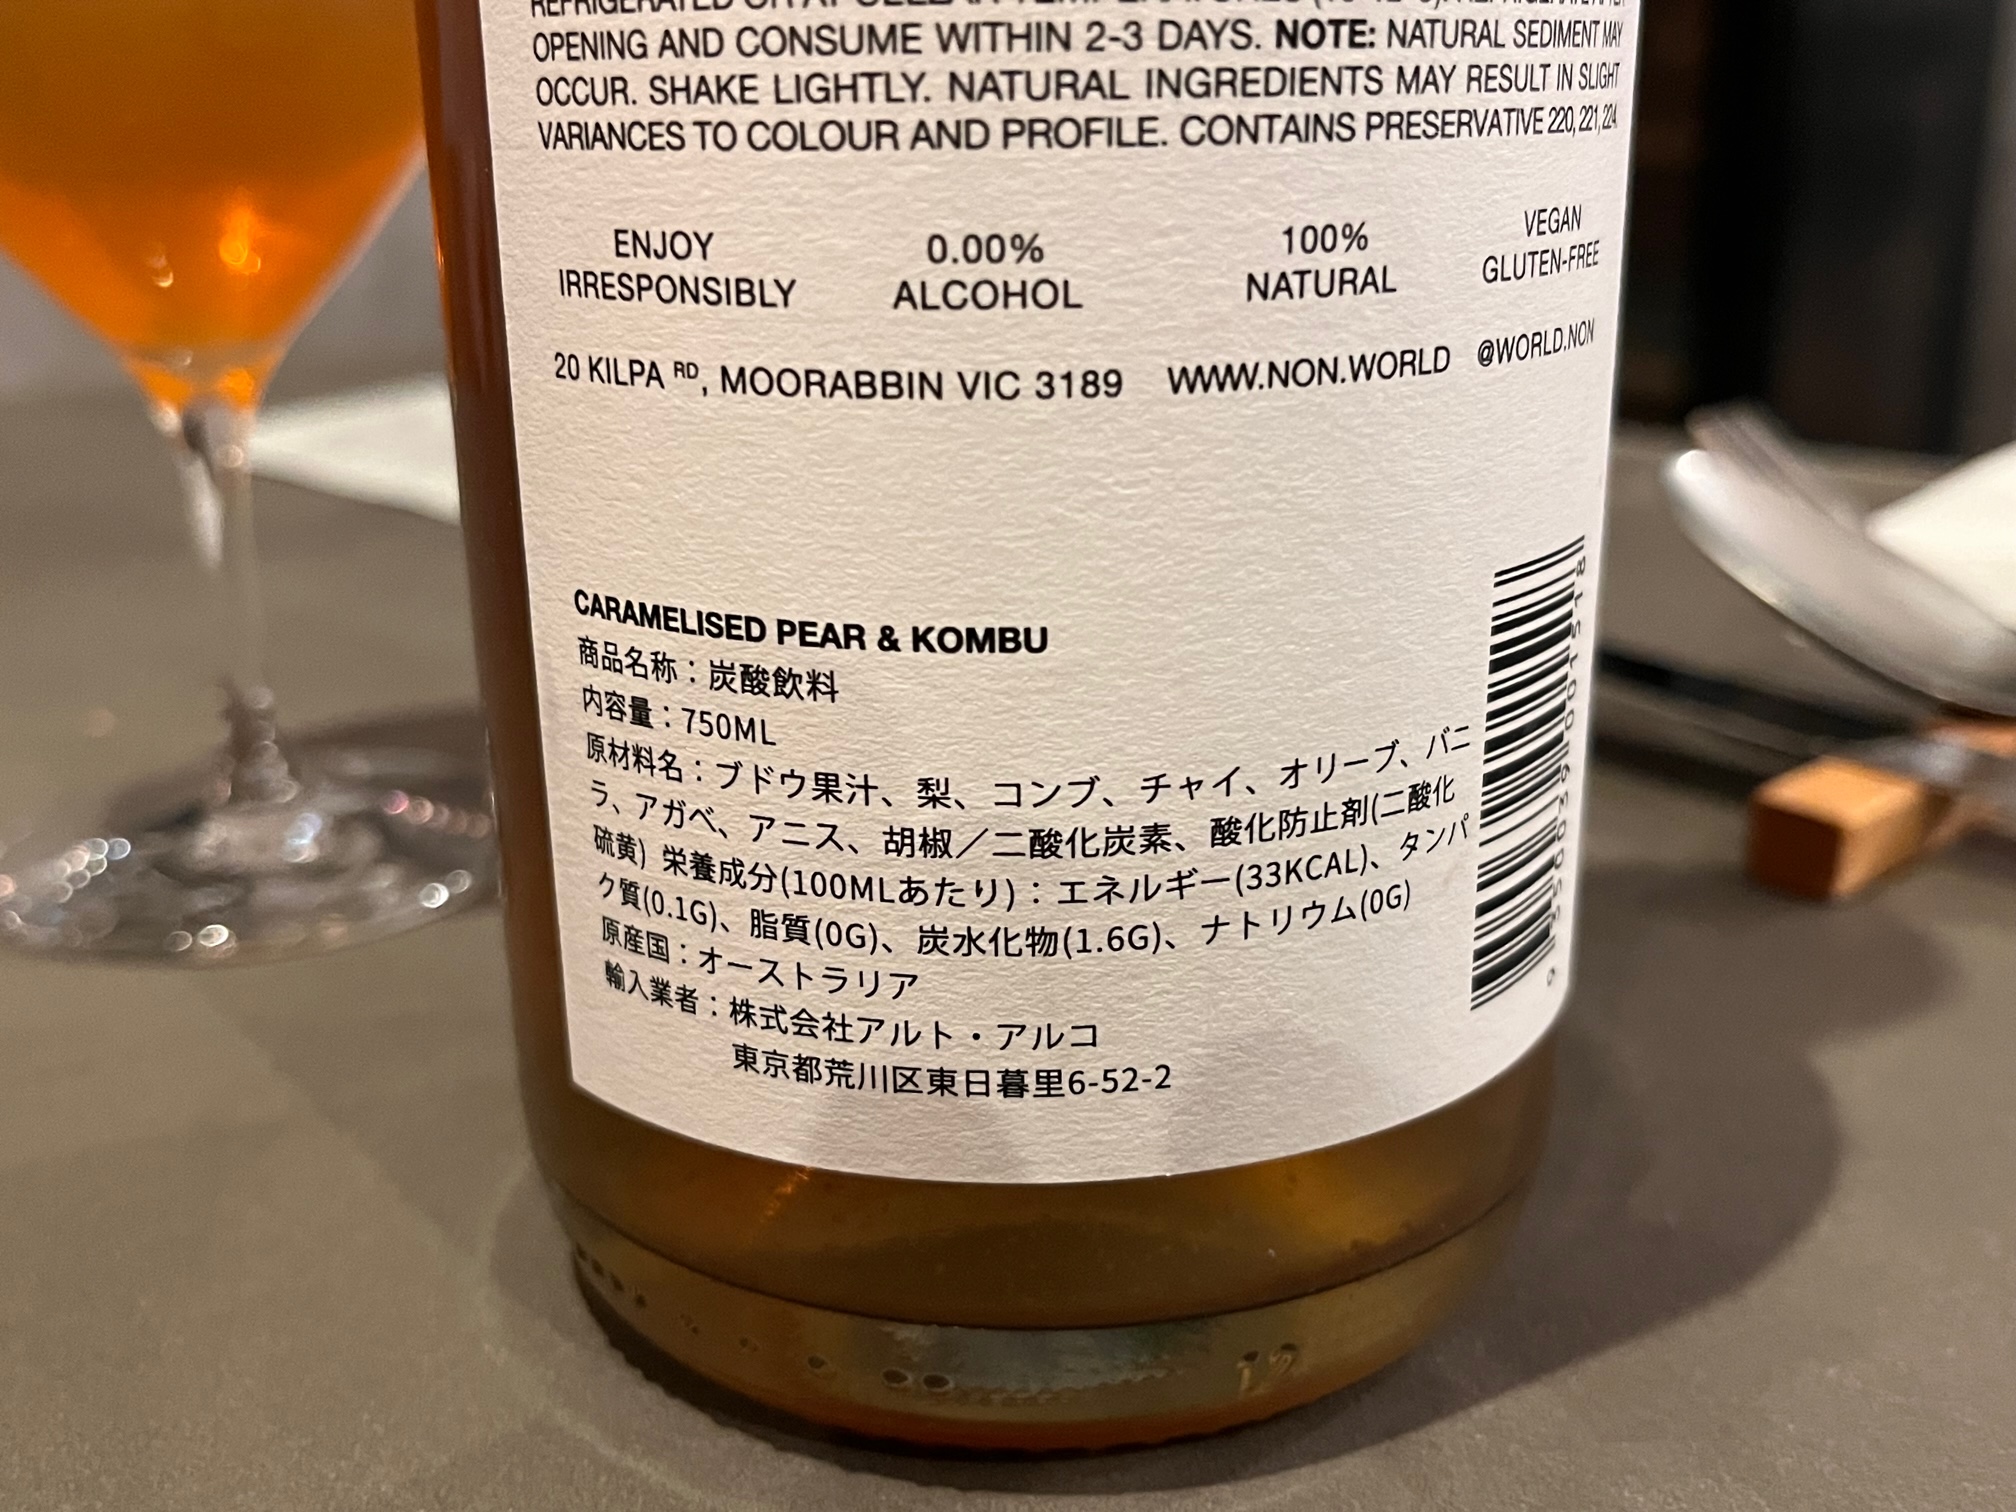 REFRIGERATED OR AT CELLAR TEMPERATURES
OPENING AND CONSUME WITHIN 2-3 DAYS. NOTE: NATURAL SEDIMENT MAY
OCCUR. SHAKE LIGHTLY. NATURAL INGREDIENTS MAY RESULT IN SLIGHT
VARIANCES TO COLOUR AND PROFILE. CONTAINS PRESERVATIVE 220, 221, 224
ENJOY
IRRESPONSIBLY
0.00%
ALCOHOL
100%
NATURAL
VEGAN
GLUTEN-FREE
20 KILPA RD, MOORABBIN VIC 3189 WWW.NON.WORLD @WORLD.NON
CARAMELISED PEAR & KOMBU
商品名称：炭酸飲料
内容量：750ML
原材料名：ブドウ果汁、梨、コンブ、チャイ、オリーブ、バニ
ラ、アガベ、アニス、胡椒／二酸化炭素、酸化防止剤(二酸化
硫黄) 栄養成分(100MLあたり)：エネルギー(33KCAL)、タンパ
ク質(0.1G)、脂質(0G)、炭水化物(1.6G)、ナトリウム(0G)
原産国：オーストラリア
輸入業者：株式会社アルト・アルコ
東京都荒川区東日暮里6-52-2
12